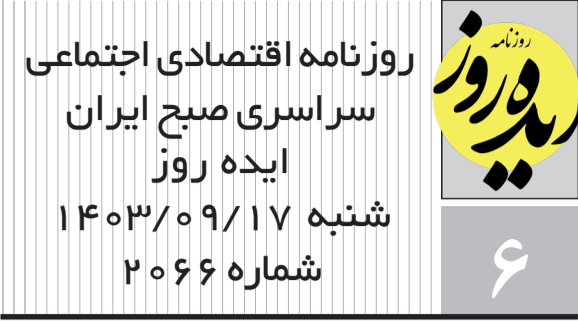 روزنامه
ایده روز
روزنامه اقتصادی اجتماعی
سراسری صبح ایران
ایده روز
شنبه ۱۴۰۳/۰۹/۱۷
شماره ۲۰۶۶
۶